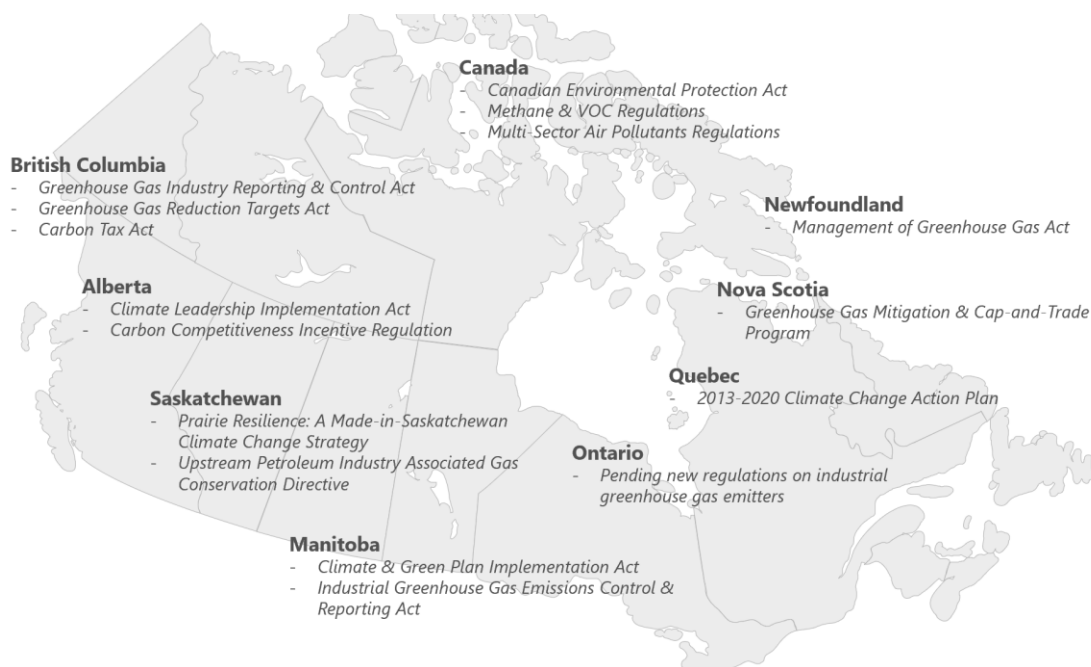 Canada
- Canadian Environmental Protection Act
- Methane & VOC Regulations
- Multi-Sector Air Pollutants Regulations
British Columbia
- Greenhouse Gas Industry Reporting & Control Act
- Greenhouse Gas Reduction Targets Act
- Carbon Tax Act
Newfoundland
- Management of Greenhouse Gas Act
Alberta
- Climate Leadership Implementation Act
- Carbon Competitiveness Incentive Regulation
Nova Scotia
- Greenhouse Gas Mitigation & Cap-and-Trade
Program
Quebec
- 2013-2020 Climate Change Action Plan
Saskatchewan
- Prairie Resilience: A Made-in-Saskatchewan
Climate Change Strategy
- Upstream Petroleum Industry Associated Gas
Conservation Directive
Ontario
- Pending new regulations on industrial
greenhouse gas emitters
Manitoba
- Climate & Green Plan Implementation Act
- Industrial Greenhouse Gas Emissions Control &
Reporting Act